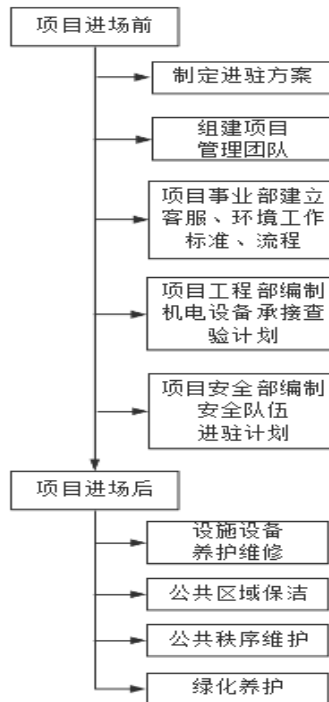 项目进场前
制定进驻方案
组建项目
管理团队
项目事业部建立
客服、环境工作
标准、流程
项目工程部编制
机电设备承接查
验计划
项目安全部编制
安全队伍
进驻计划
项目进场后
设施设备
养护维修
公共区域保洁
公共秩序维护
绿化养护